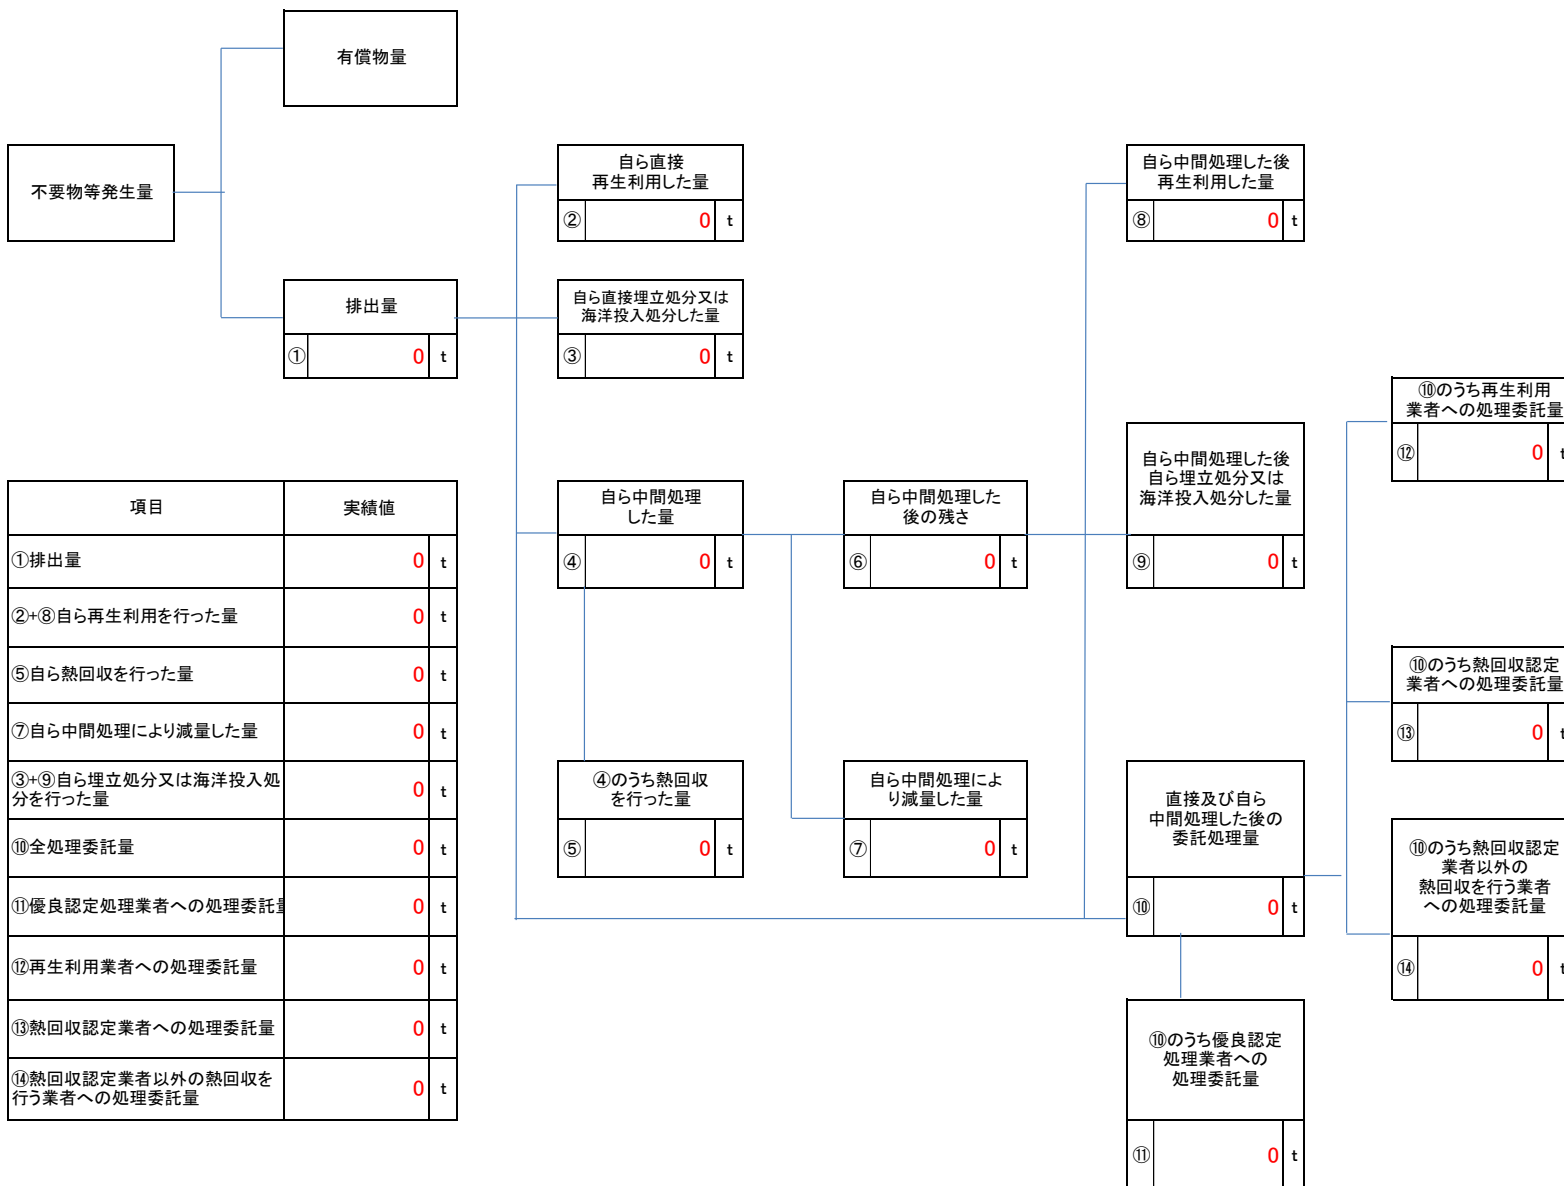 有償物量
不要物等発生量
排出量
① 0 t
自ら直接
再生利用した量
② 0 t
自ら直接埋立処分又は
海洋投入処分した量
③ 0 t
自ら中間処理
した量
④ 0 t
④のうち熱回収
を行った量
⑤ 0 t
自ら中間処理した
後の残さ
⑥ 0 t
自ら中間処理によ
り減量した量
⑦ 0 t
自ら中間処理した後
再生利用した量
⑧ 0 t
自ら中間処理した後
自ら埋立処分又は
海洋投入処分した量
⑨ 0 t
直接及び自ら
中間処理した後の
委託処理量
⑩ 0 t
⑩のうち優良認定
処理業者への
処理委託量
⑪ 0 t
⑩のうち再生利用
業者への処理委託量
⑫ 0 t
⑩のうち熱回収認定
業者への処理委託量
⑬ 0 t
⑩のうち熱回収認定
業者以外の
熱回収を行う業者
への処理委託量
⑭ 0 t
項目 実績値
①排出量 0 t
②+⑧自ら再生利用を行った量 0 t
⑤自ら熱回収を行った量 0 t
⑦自ら中間処理により減量した量 0 t
③+⑨自ら埋立処分又は海洋投入処
分を行った量 0 t
⑩全処理委託量 0 t
⑪優良認定処理業者への処理委託量 0 t
⑫再生利用業者への処理委託量 0 t
⑬熱回収認定業者への処理委託量 0 t
⑭熱回収認定業者以外の熱回収を
行う業者への処理委託量 0 t